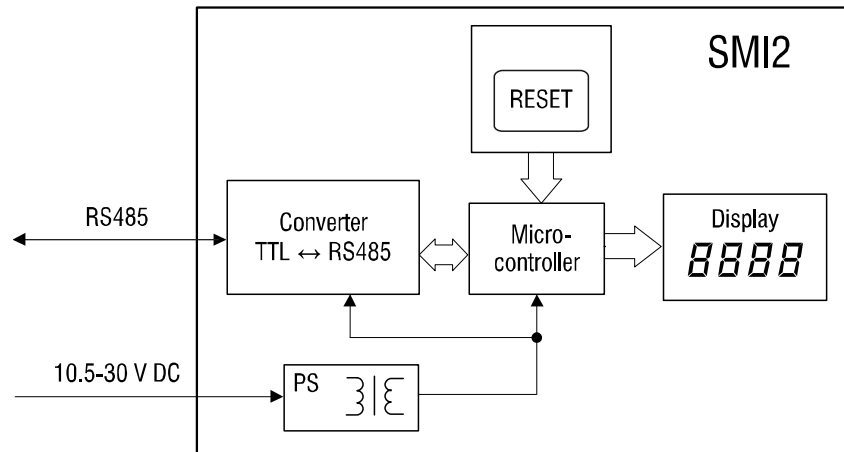 SMI2
RESET
RS485
Converter
TTL ↔ RS485
Micro-
controller
Display
8888
10.5-30 V DC
PS